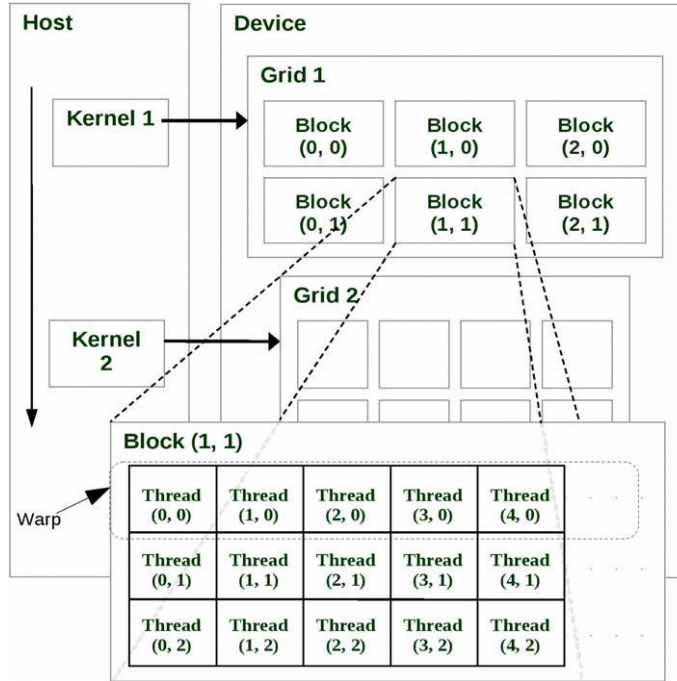 Host
Device
Grid 1
Kernel 1
Block
(0, 0)
Block
(1, 0)
Block
(2, 0)
Block
(0, 1)
Block
(1, 1)
Block
(2, 1)
Grid 2
Kernel
2
Block (1, 1)
Warp
Thread
(0, 0)
Thread
(1, 0)
Thread
(2, 0)
Thread
(3, 0)
Thread
(4, 0)
Thread
(0, 1)
Thread
(1, 1)
Thread
(2, 1)
Thread
(3, 1)
Thread
(4, 1)
Thread
(0, 2)
Thread
(1, 2)
Thread
(2, 2)
Thread
(3, 2)
Thread
(4, 2)